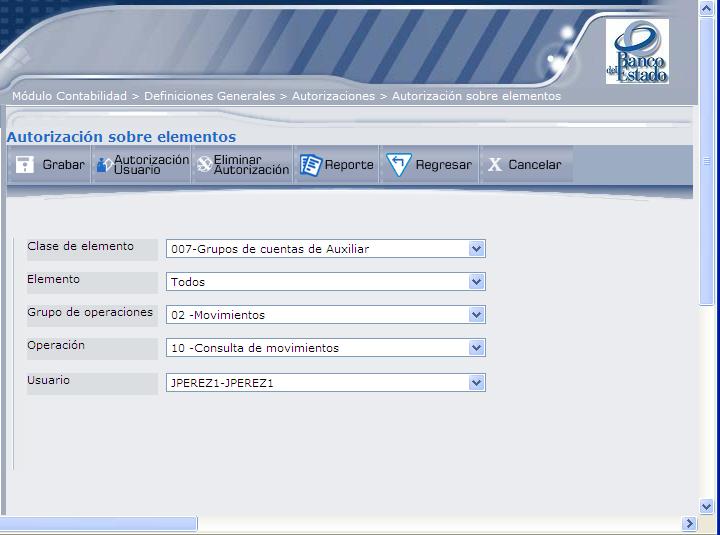 Banco
del Estado
Módulo Contabilidad > Definiciones Generales > Autorizaciones > Autorización sobre elementos
Autorización sobre elementos
Grabar
Autorización
Usuario
Eliminar
Autorización
Reporte
Regresar
X Cancelar
Clase de elemento 007-Grupos de cuentas de Auxiliar
Elemento Todos
Grupo de operaciones 02 -Movimientos
Operación 10 -Consulta de movimientos
Usuario JPEREZ1-JPEREZ1